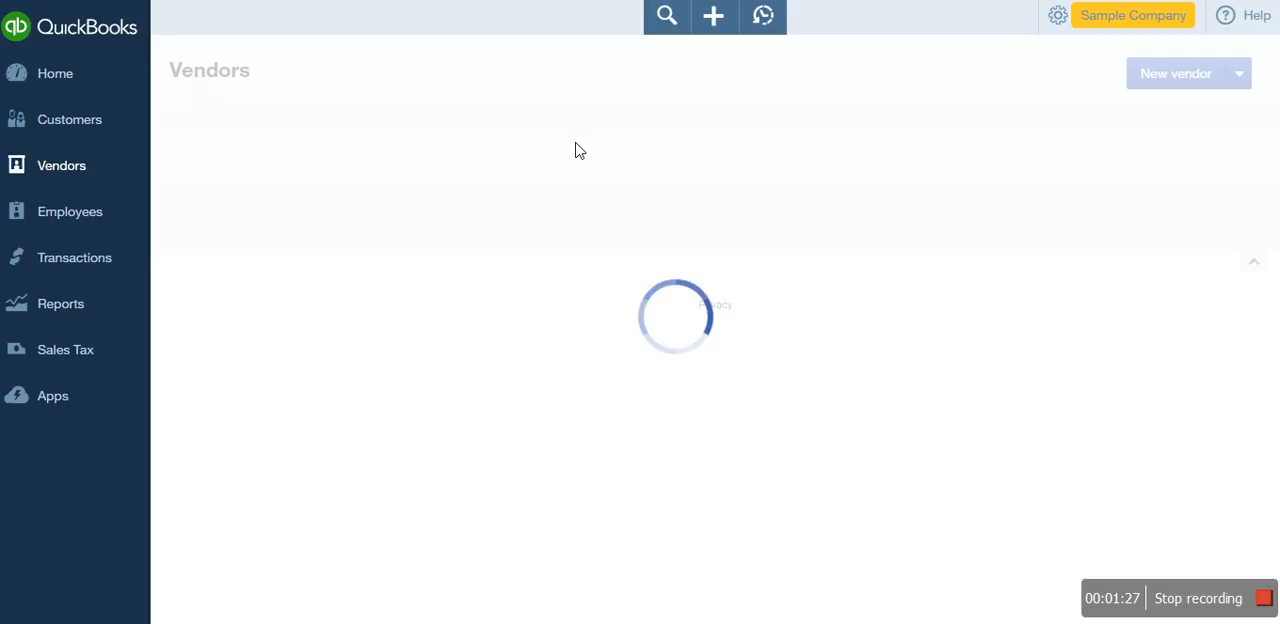 QuickBooks
Sample Company
Help
Home
Customers
Vendors
Employees
Transactions
Reports
Sales Tax
Apps
Vendors
New vendor
Privacy
00:01:27
Stop recording